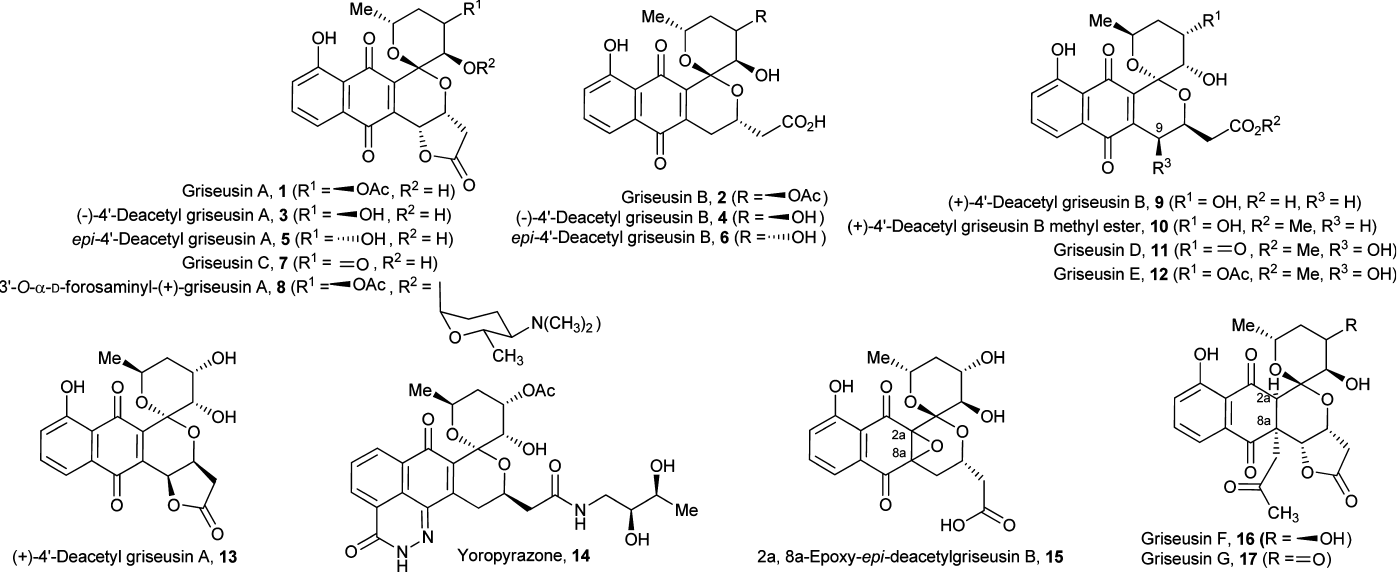 Me R¹
OH O
O OR²
O
O
O O
Griseusin A, 1 (R¹ = OAc, R² = H)
(-)-4'-Deacetyl griseusin A, 3 (R¹ = OH, R² = H)
epi-4'-Deacetyl griseusin A, 5 (R¹ = OH, R² = H)
Griseusin C, 7 (R¹ = O, R² = H)
3'-O-α-D-forosaminyl-(+)-griseusin A, 8 (R¹ = OAc, R² =
O N(CH₃)₂)
CH₃
Me R
OH O
O OH
O
CO₂H
O
Griseusin B, 2 (R = OAc)
(-)-4'-Deacetyl griseusin B, 4 (R = OH)
epi-4'-Deacetyl griseusin B, 6 (R = OH)
Me R¹
OH O
O OH
O
9 CO₂R²
O R³
(+)-4'-Deacetyl griseusin B, 9 (R¹ = OH, R² = H, R³ = H)
(+)-4'-Deacetyl griseusin B methyl ester, 10 (R¹ = OH, R² = Me, R³ = H)
Griseusin D, 11 (R¹ = O, R² = Me, R³ = OH)
Griseusin E, 12 (R¹ = OAc, R² = Me, R³ = OH)
Me OH
OH O
O OH
O
O
O O
(+)-4'-Deacetyl griseusin A, 13
Me OAc
O
O OH
O
O OH
N
H
Me
OH
N
O N
H
Yoropyrazone, 14
Me OH
OH O
O OH
2a O
8a O
O
HO O
2a, 8a-Epoxy-epi-deacetylgriseusin B, 15
Me R
OH O
O OH
H
2a O
8a
O O
O O
CH₃
Griseusin F, 16 (R = OH)
Griseusin G, 17 (R = O)